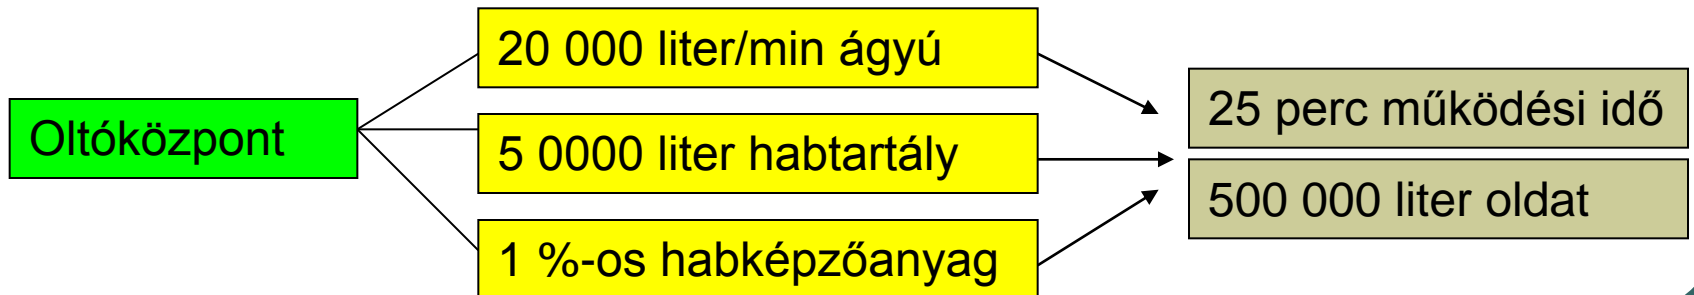 Oltóközpont
20 000 liter/min ágyú
5 0000 liter habtartály
1 %-os habképzőanyag
25 perc működési idő
500 000 liter oldat